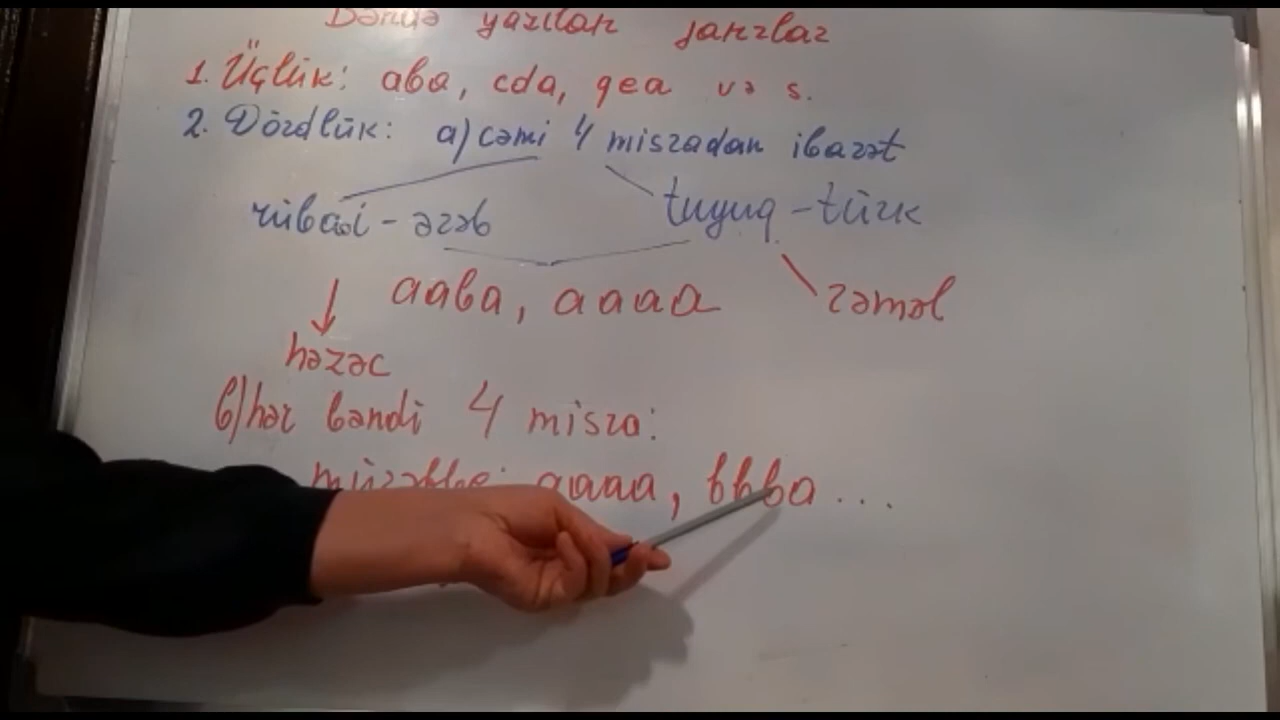 Bəndlə yazılan janrlar
1. Üçlük: aba, cda, qea və s.
2. Dördlük: a) cəmi 4 misradan ibarət
rübai - ərəb tuyuq - türk
aaba, aaaa rəməl
həzəc
b) hər bəndi 4 misra:
aaaa, bbba ...